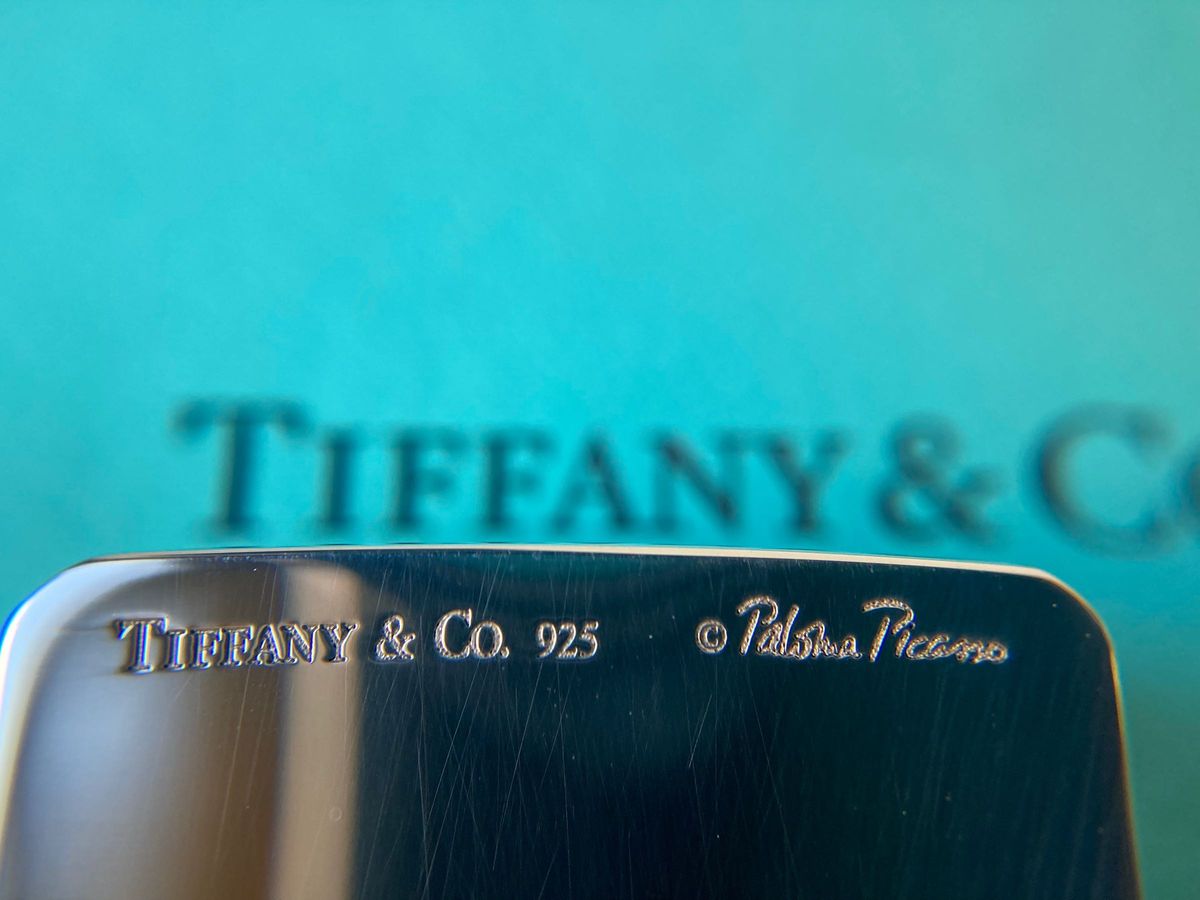 TIFFANY & CO
TIFFANY & CO. 925 © Paloma Picasso